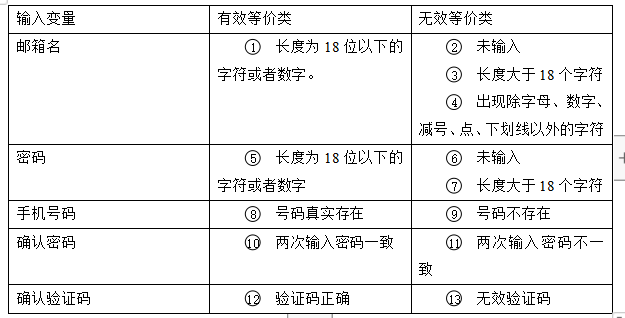 输入变量 有效等价类 无效等价类
邮箱名 ① 长度为 18 位以下的 ② 未输入
字符或者数字。 ③ 长度大于 18 个字符
④ 出现除字母、数字、
减号、点、下划线以外的字符
密码 ⑤ 长度为 18 位以下的 ⑥ 未输入
字符或者数字 ⑦ 长度大于 18 个字符
手机号码 ⑧ 号码真实存在 ⑨ 号码不存在
确认密码 ⑩ 两次输入密码一致 ⑪ 两次输入密码不一
致
确认验证码 ⑫ 验证码正确 ⑬ 无效验证码